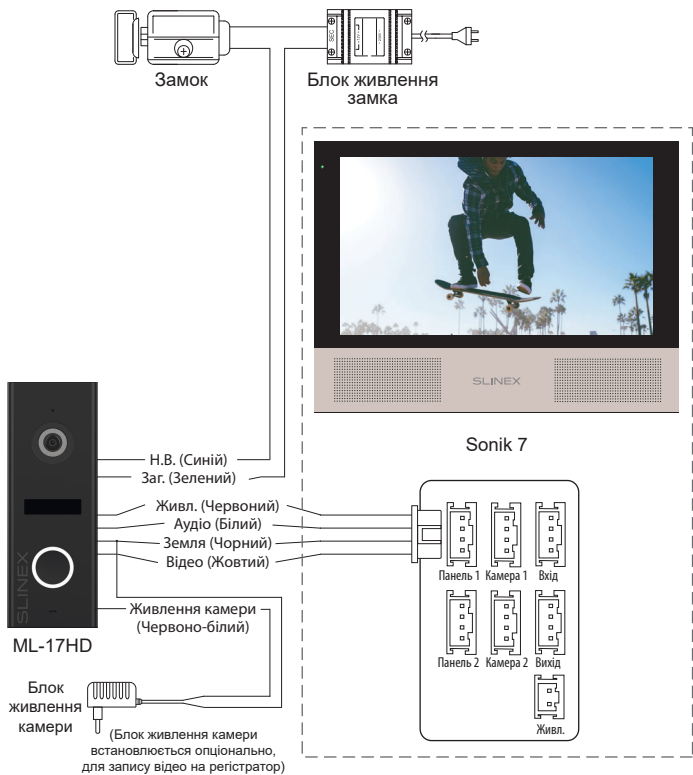 Замок
Блок живлення
замка
SEC
SLINEX
Sonik 7
Н.В. (Синій)
Заг. (Зелений)
Живл. (Червоний)
Аудіо (Білий)
Земля (Чорний)
Відео (Жовтий)
Живлення камери
(Червоно-білий)
SLINEX
ML-17HD
Панель 1 Камера 1 Вхід
Панель 2 Камера 2 Вихід
Живл.
Блок
живлення
камери
(Блок живлення камери
встановлюється опціонально,
для запису відео на регістратор)